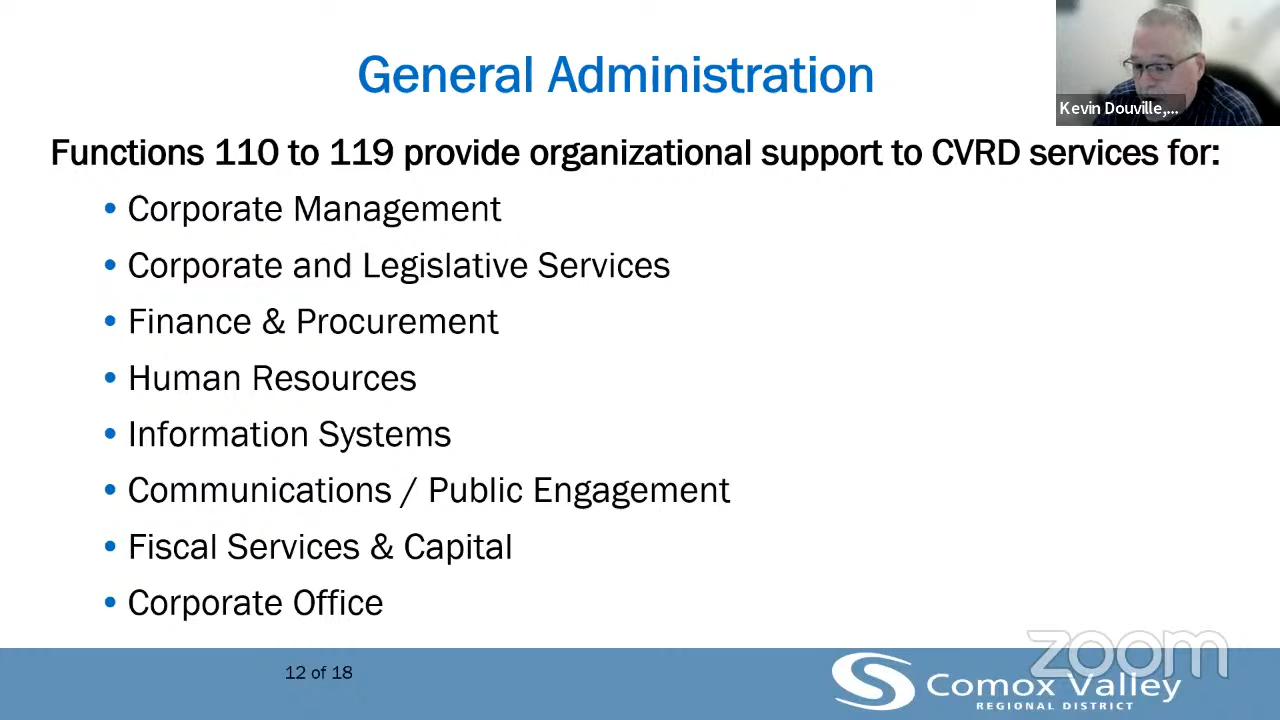 General Administration
Kevin Douville,...
Functions 110 to 119 provide organizational support to CVRD services for:
• Corporate Management
• Corporate and Legislative Services
• Finance & Procurement
• Human Resources
• Information Systems
• Communications / Public Engagement
• Fiscal Services & Capital
• Corporate Office
zoom
12 of 18
Comox Valley
REGIONAL DISTRICT